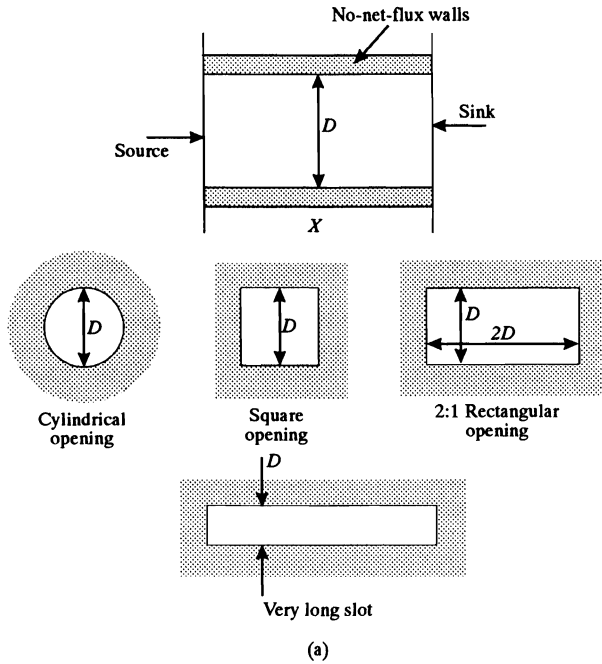 No-net-flux walls
D
Sink
Source
X
D
D
D
2D
Cylindrical
opening
Square
opening
2:1 Rectangular
opening
D
Very long slot
(a)